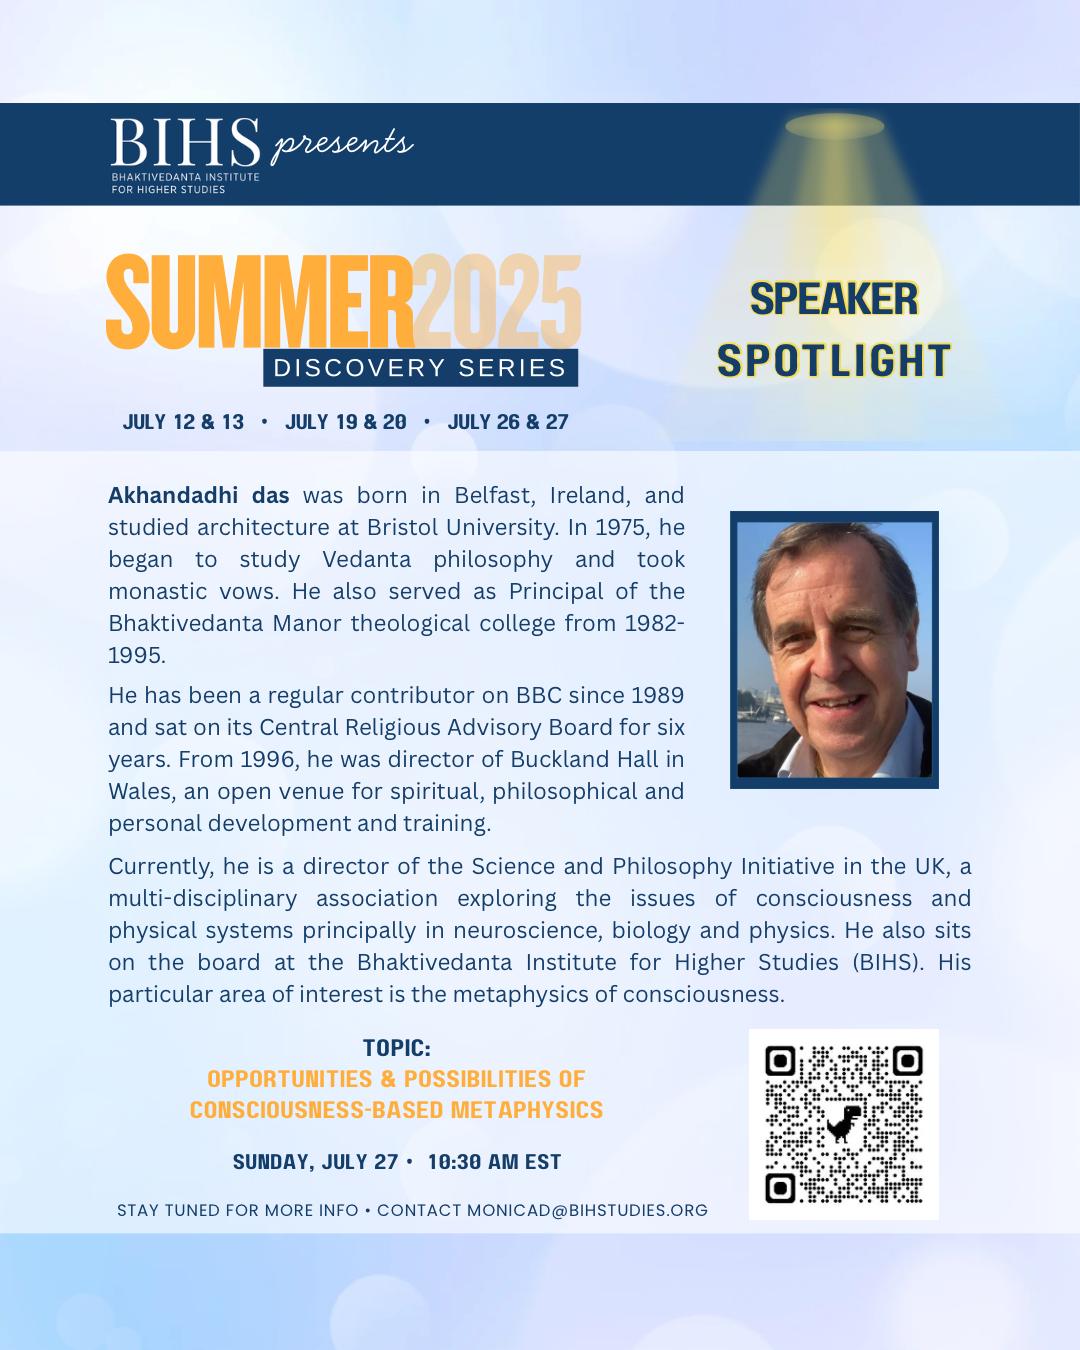 BIHS presents
BHAKTIVEDANTA INSTITUTE
FOR HIGHER STUDIES
SUMMER2025
DISCOVERY SERIES
JULY 12 & 13 • JULY 19 & 20 • JULY 26 & 27
SPEAKER
SPOTLIGHT
Akhandadhi das was born in Belfast, Ireland, and
studied architecture at Bristol University. In 1975, he
began to study Vedanta philosophy and took
monastic vows. He also served as Principal of the
Bhaktivedanta Manor theological college from 1982-
1995.
He has been a regular contributor on BBC since 1989
and sat on its Central Religious Advisory Board for six
years. From 1996, he was director of Buckland Hall in
Wales, an open venue for spiritual, philosophical and
personal development and training.
Currently, he is a director of the Science and Philosophy Initiative in the UK, a
multi-disciplinary association exploring the issues of consciousness and
physical systems principally in neuroscience, biology and physics. He also sits
on the board at the Bhaktivedanta Institute for Higher Studies (BIHS). His
particular area of interest is the metaphysics of consciousness.
TOPIC:
OPPORTUNITIES & POSSIBILITIES OF
CONSCIOUSNESS-BASED METAPHYSICS
SUNDAY, JULY 27 • 10:30 AM EST
STAY TUNED FOR MORE INFO • CONTACT MONICAD@BIHSTUDIES.ORG